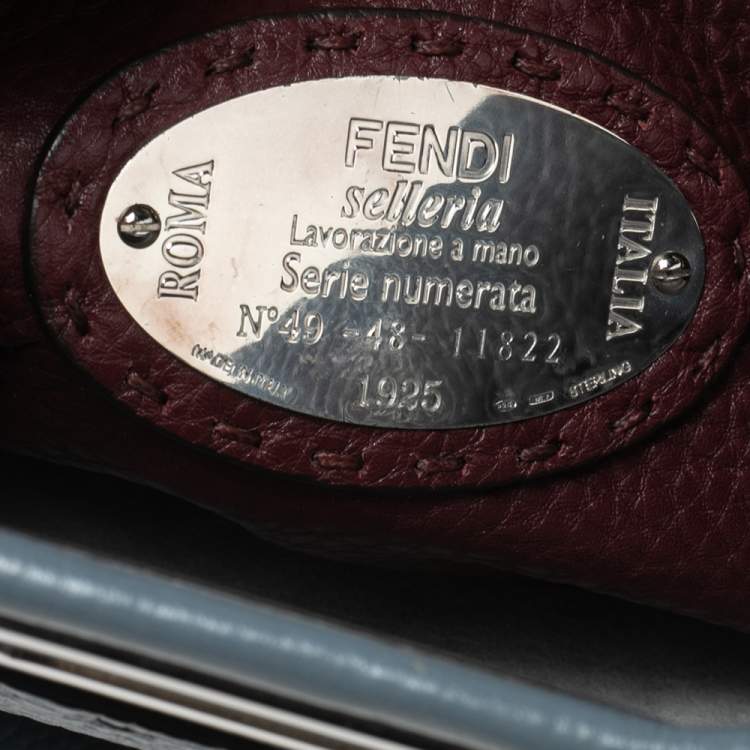 FENDI
selleria
Lavorazione a mano
Serie numerata
N°49 -48- 11822
1925
ROMA
ITALIA
MADE IN ITALY
STERLING